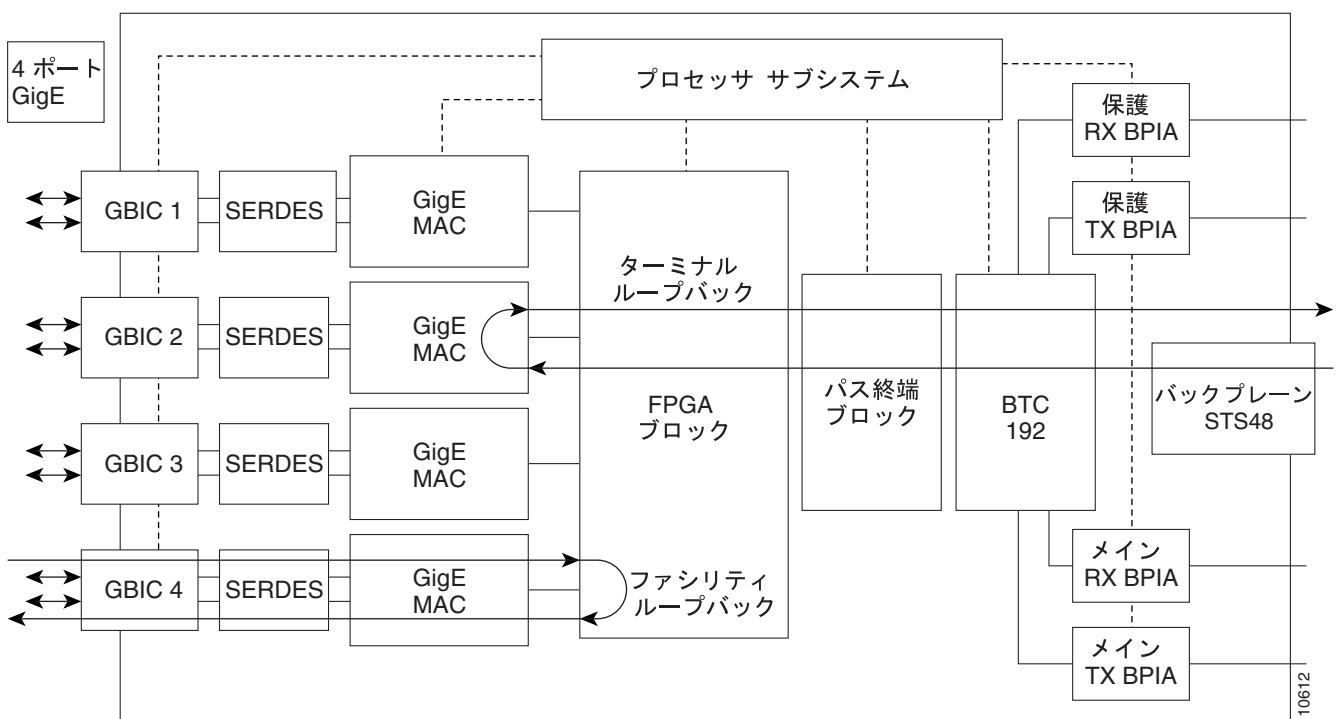 4 ポート
GigE
プロセッサ サブシステム
保護
RX BPIA
保護
TX BPIA
GBIC 1
SERDES
GigE
MAC
ターミナル
ループバック
GBIC 2
SERDES
GigE
MAC
FPGA
ブロック
パス終端
ブロック
BTC
192
バックプレーン
STS48
GBIC 3
SERDES
GigE
MAC
メイン
RX BPIA
GBIC 4
SERDES
GigE
MAC
ファシリティ
ループバック
メイン
TX BPIA
10612